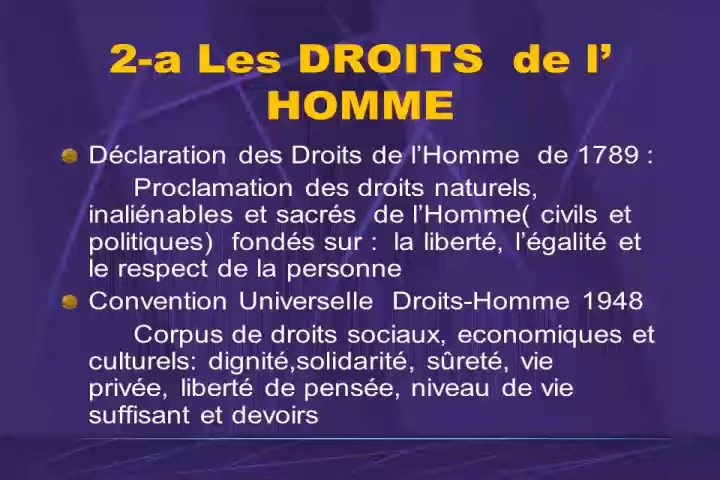 2-a Les DROITS de l’
HOMME
Déclaration des Droits de l’Homme de 1789 :
Proclamation des droits naturels,
inaliénables et sacrés de l’Homme( civils et
politiques) fondés sur : la liberté, l’égalité et
le respect de la personne
Convention Universelle Droits-Homme 1948
Corpus de droits sociaux, economiques et
culturels: dignité,solidarité, sûreté, vie
privée, liberté de pensée, niveau de vie
suffisant et devoirs